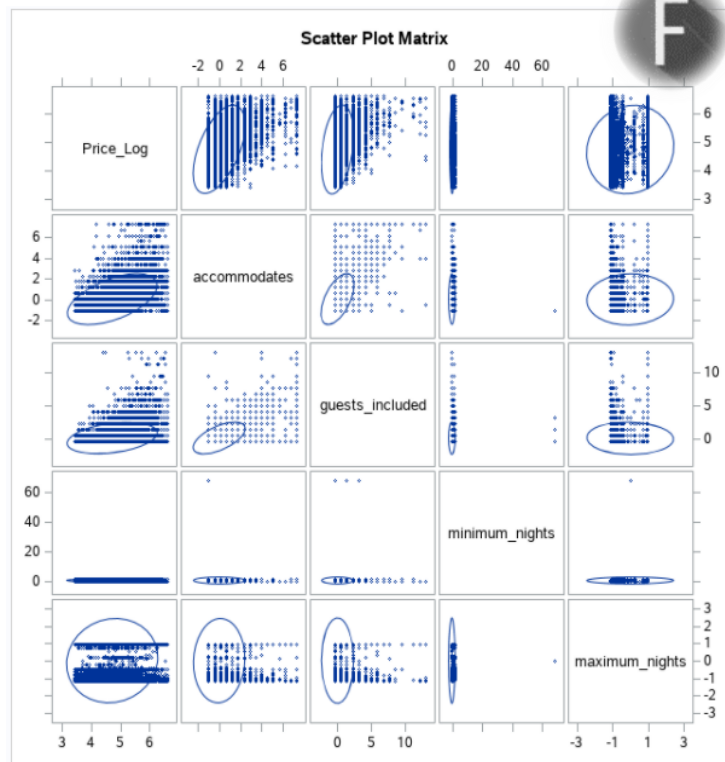 F
Scatter Plot Matrix
-2 0 2 4 6
0 20 40 60
Price_Log
6
5
4
3
6
4
2
0
-2
accommodates
guests_included
10
5
0
60
40
20
0
minimum_nights
maximum_nights
3
2
1
0
-1
-2
-3
3 4 5 6
0 5 10
-3 -1 1 3